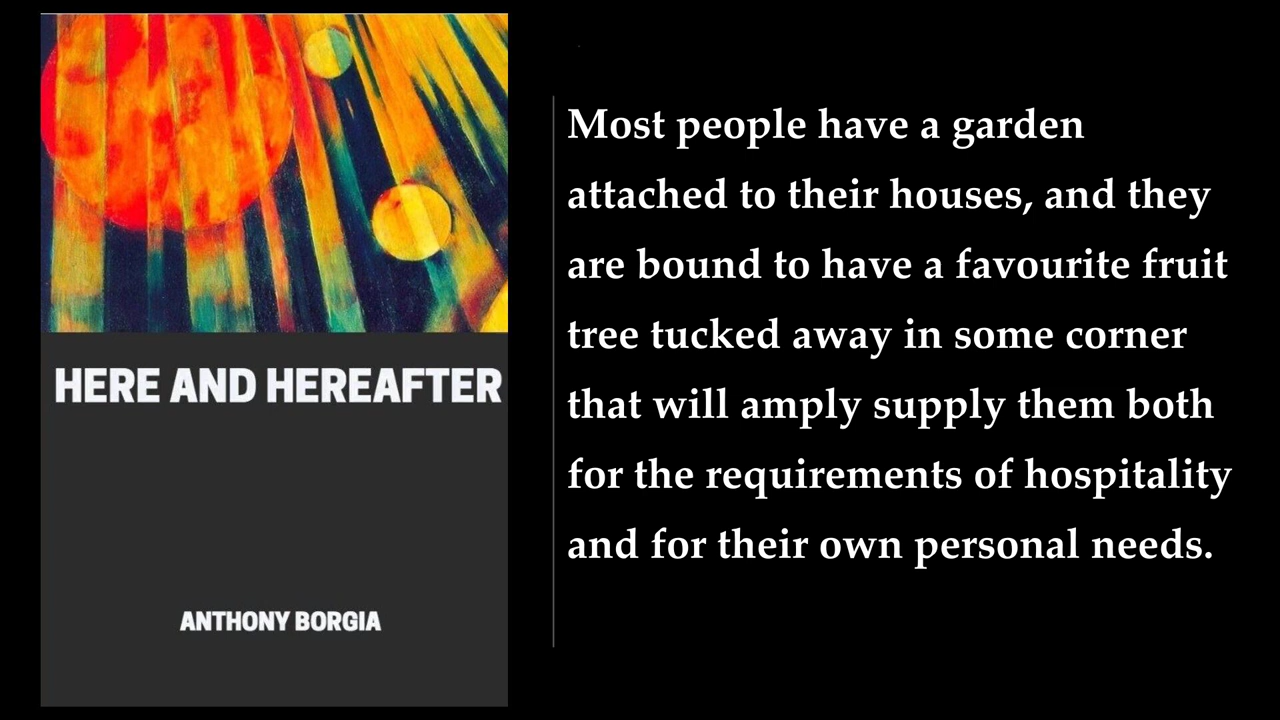 HERE AND HEREAFTER
ANTHONY BORGIA
Most people have a garden
attached to their houses, and they
are bound to have a favourite fruit
tree tucked away in some corner
that will amply supply them both
for the requirements of hospitality
and for their own personal needs.